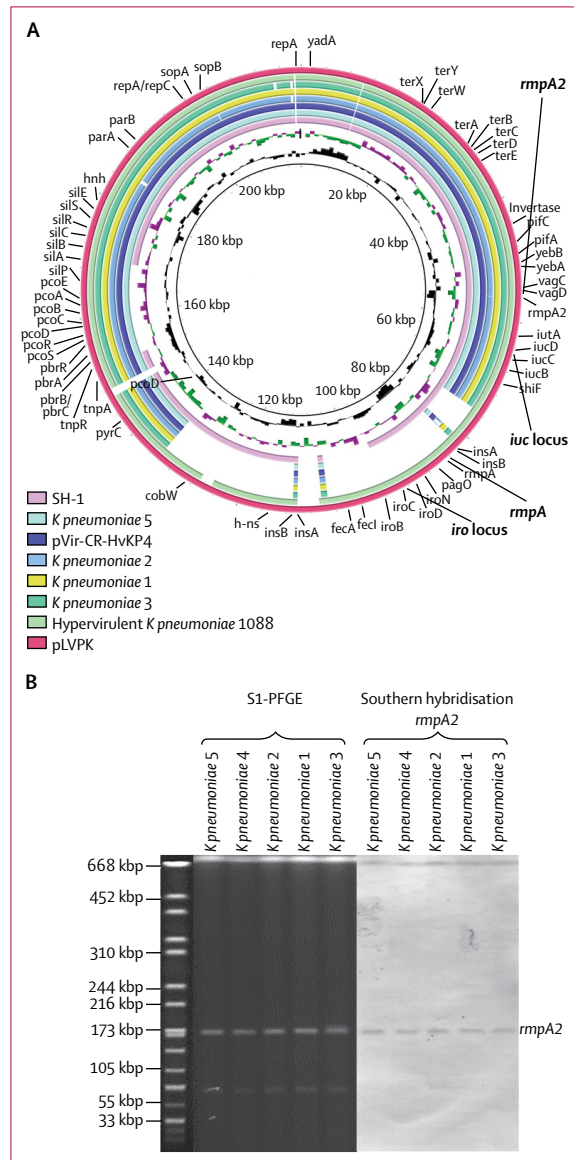 A
repA
yadA
sopB
sopA
repA/repC
parB
parA
hnh
silE
silS
silR
silC
silB
silA
silP
pcoE
pcoA
pcoB
pcoC
pcoD
pcoR
pcoS
pbrR
pbrA
pbrB/
pbrC
tnpA
tnpR
pyrC
cobW
h-ns
insB
insA
fecA
fecI
iroB
iroC
iroD
iroN
iro locus
pagO
rmpA
insB
insA
rmpA
iuc locus
shiF
iucB
iucC
iucD
iutA
rmpA2
vagD
vagC
yebA
yebB
pifA
pifC
Invertase
rmpA2
terE
terD
terC
terB
terA
terW
terY
terX
pcoD
20 kbp
40 kbp
60 kbp
80 kbp
100 kbp
120 kbp
140 kbp
160 kbp
180 kbp
200 kbp
SH-1
K pneumoniae 5
pVir-CR-HvKP4
K pneumoniae 2
K pneumoniae 1
K pneumoniae 3
Hypervirulent K pneumoniae 1088
pLVPK
B
S1-PFGE
Southern hybridisation
rmpA2
K pneumoniae 5
K pneumoniae 4
K pneumoniae 2
K pneumoniae 1
K pneumoniae 3
K pneumoniae 5
K pneumoniae 4
K pneumoniae 2
K pneumoniae 1
K pneumoniae 3
668 kbp
452 kbp
310 kbp
244 kbp
216 kbp
173 kbp
105 kbp
55 kbp
33 kbp
rmpA2